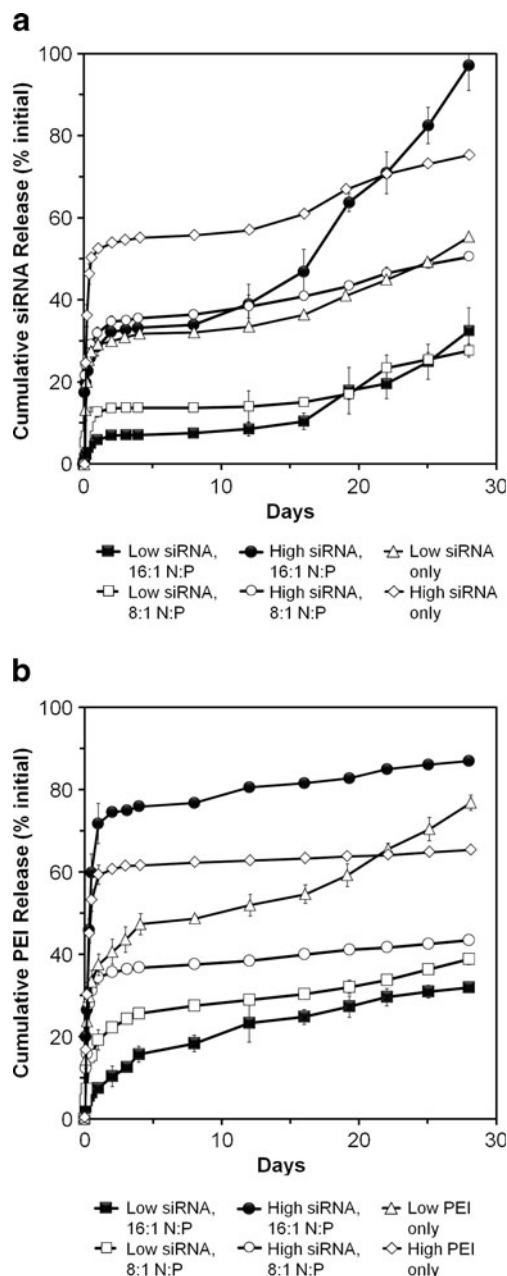 a
Cumulative siRNA Release (% initial)
100
80
60
40
20
0
0 10 20 30
Days
Low siRNA, 16:1 N:P
High siRNA, 16:1 N:P
Low siRNA only
Low siRNA, 8:1 N:P
High siRNA, 8:1 N:P
High siRNA only
b
Cumulative PEI Release (% initial)
100
80
60
40
20
0
0 10 20 30
Days
Low siRNA, 16:1 N:P
High siRNA, 16:1 N:P
Low PEI only
Low siRNA, 8:1 N:P
High siRNA, 8:1 N:P
High PEI only